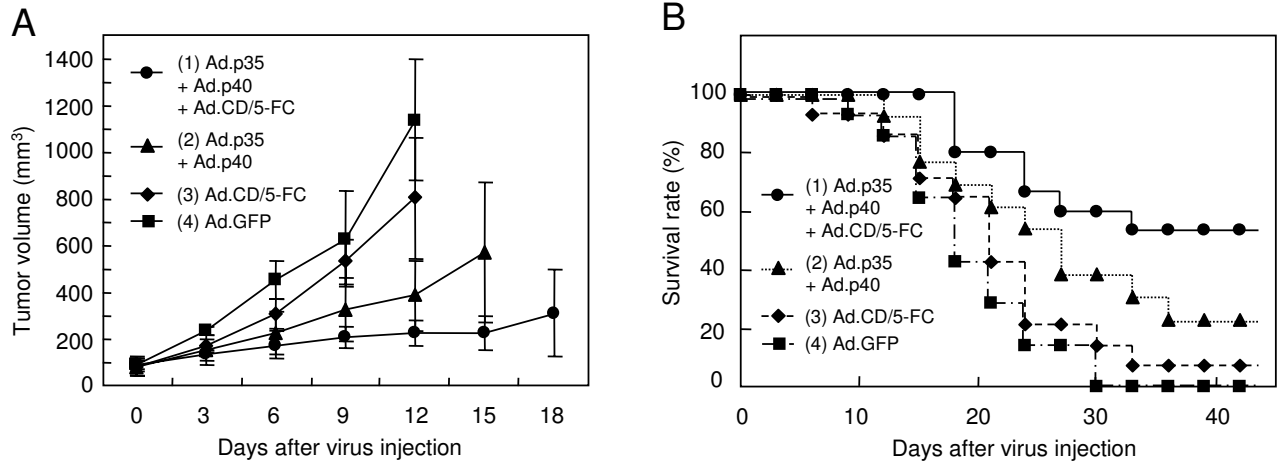 A
Tumor volume (mm³)
1400
1200
1000
800
600
400
200
0
(1) Ad.p35
+ Ad.p40
+ Ad.CD/5-FC
(2) Ad.p35
+ Ad.p40
(3) Ad.CD/5-FC
(4) Ad.GFP
0 3 6 9 12 15 18
Days after virus injection
B
Survival rate (%)
100
80
60
40
20
0
(1) Ad.p35
+ Ad.p40
+ Ad.CD/5-FC
(2) Ad.p35
+ Ad.p40
(3) Ad.CD/5-FC
(4) Ad.GFP
0 10 20 30 40
Days after virus injection